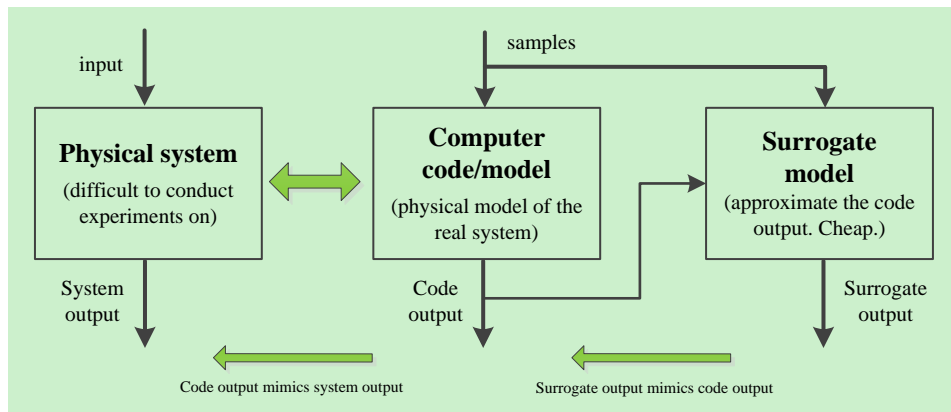 input
samples
Physical system
(difficult to conduct
experiments on)
Computer
code/model
(physical model of the
real system)
Surrogate
model
(approximate the code
output. Cheap.)
System
output
Code
output
Surrogate
output
Code output mimics system output
Surrogate output mimics code output